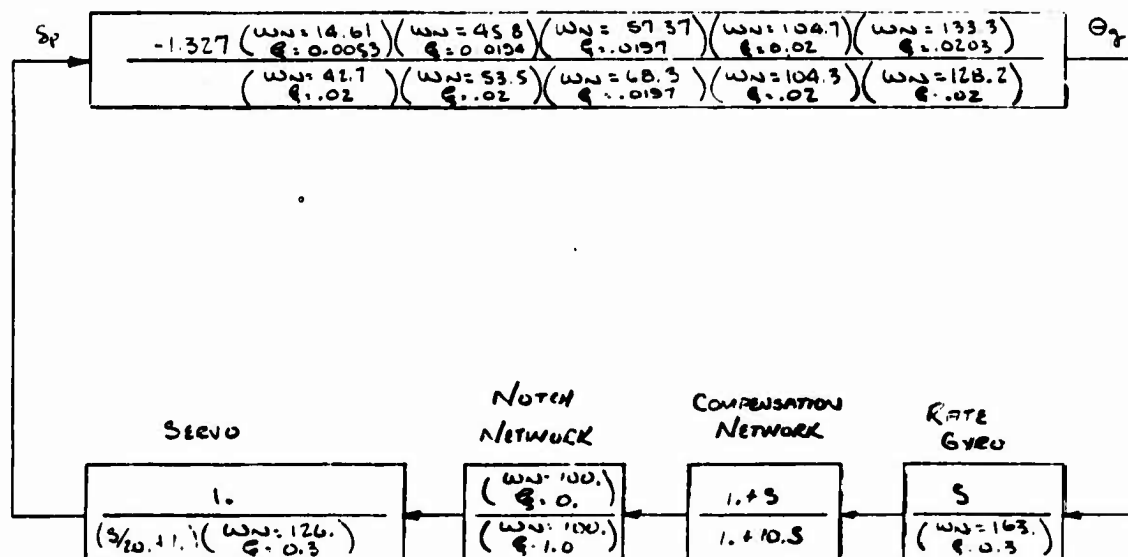 δp
-1.327 (ωN=14.61 ζ=0.0053)(ωN=45.8 ζ=0.0194)(ωN=57.37 ζ=.0197)(ωN=104.7 ζ=0.02)(ωN=133.3 ζ=.0203)
(ωN=42.7 ζ=.02)(ωN=53.5 ζ=.02)(ωN=68.3 ζ=.0197)(ωN=104.3 ζ=.02)(ωN=128.2 ζ=.02)
Θg
SERVO
1.
(S/20.+1.)(ωN=126. ζ=0.3)
NOTCH
NETWORK
(ωN=100. ζ=0.)
(ωN=100. ζ=1.0)
COMPENSATION
NETWORK
1.+S
1.+10.S
RATE
GYRO
S
(ωN=163. ζ=0.3)